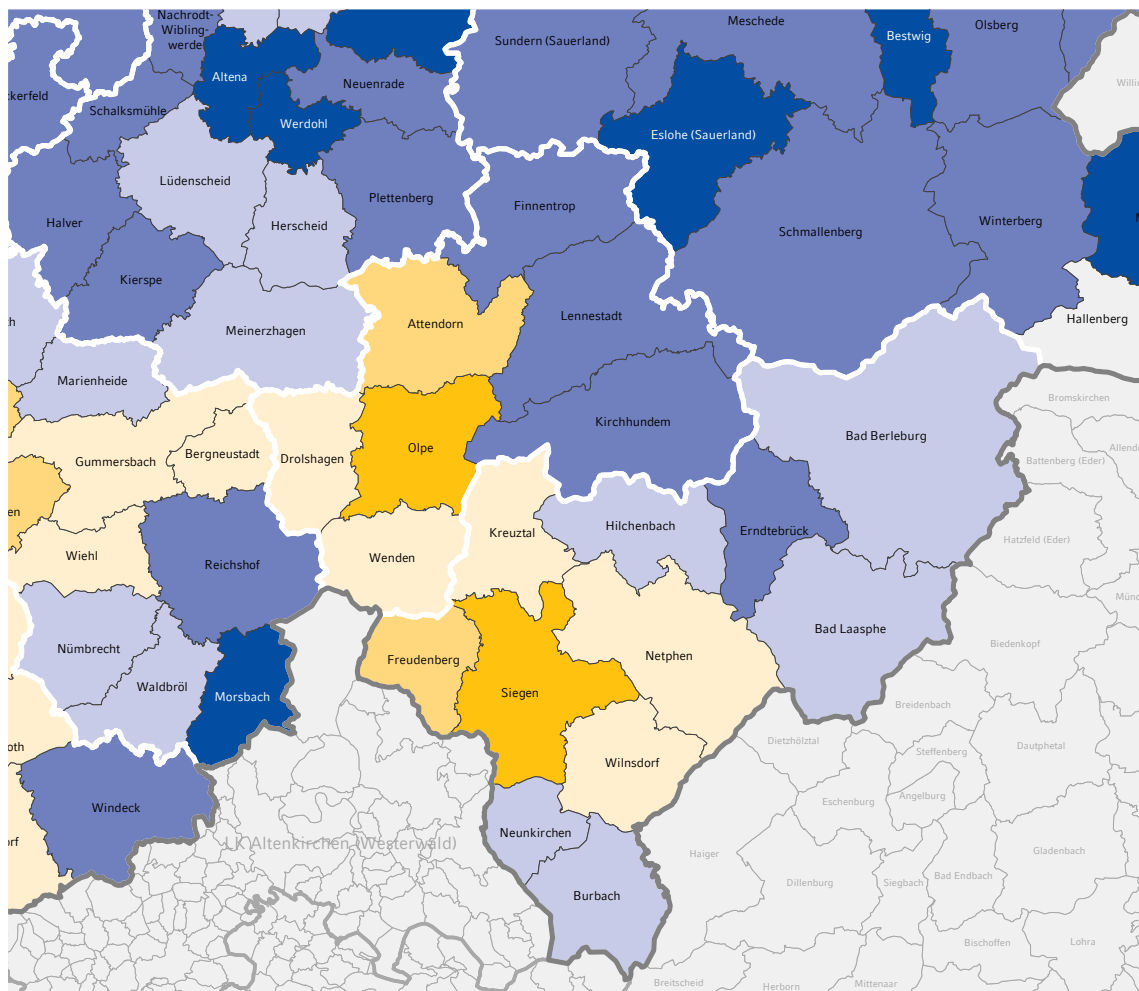 Nachrodt-
Wibling-
werde
Meschede
Olsberg
Sundern (Sauerland)
Bestwig
Altena
Neuenrade
ckerfeld
Schalksmühle
Werdohl
Eslohe (Sauerland)
Lüdenscheid
Plettenberg
Finnentrop
Halver
Herscheid
Winterberg
Schmallenberg
Kierspe
Lennestadt
Hallenberg
Attendorn
Meinerzhagen
Marienheide
Bromskirchen
Kirchhundem
Bad Berleburg
Olpe
Bergneustadt
Drolshagen
Gummersbach
Battenberg (Eder)
en
Kreuztal
Hilchenbach
Erndtebrück
Hatzfeld (Eder)
Wiehl
Wenden
Reichshof
Bad Laasphe
Biedenkopf
Nümbrecht
Freudenberg
Netphen
Waldbröl
Siegen
Morsbach
Breidenbach
Dietzhölztal
Steffenberg
Dautphetal
Wilnsdorf
Angelburg
Eschenburg
Windeck
Neunkirchen
LK Altenkirchen (Westerwald)
Haiger
Gladenbach
Dillenburg
Siegbach
Bad Endbach
Burbach
Bischoffen
Lohra
Breitscheid
Herborn
Mittenaar